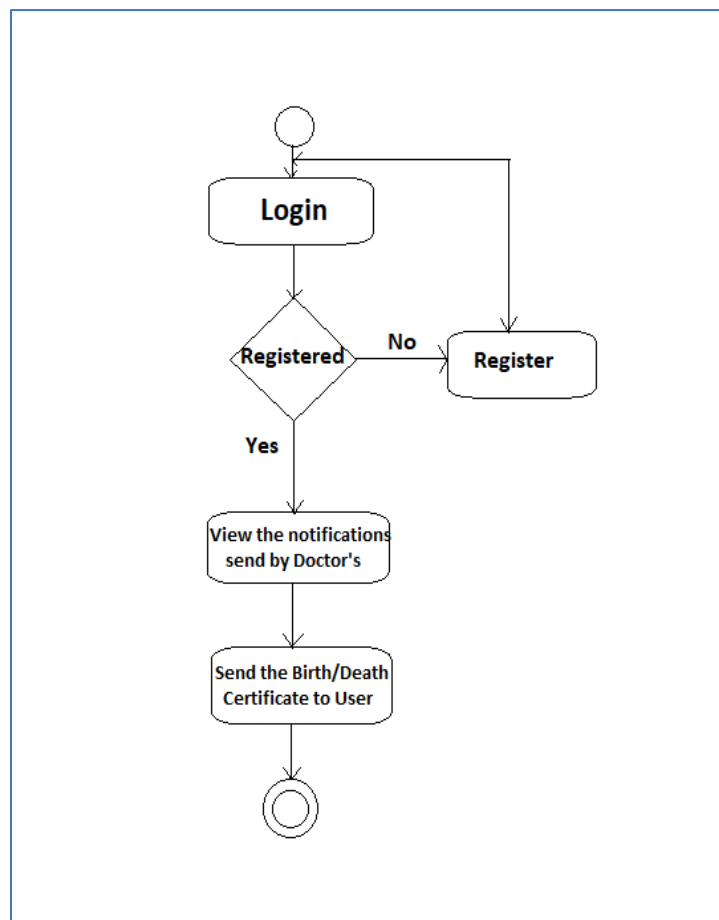 Login
Registered
No
Register
Yes
View the notifications
send by Doctor's
Send the Birth/Death
Certificate to User